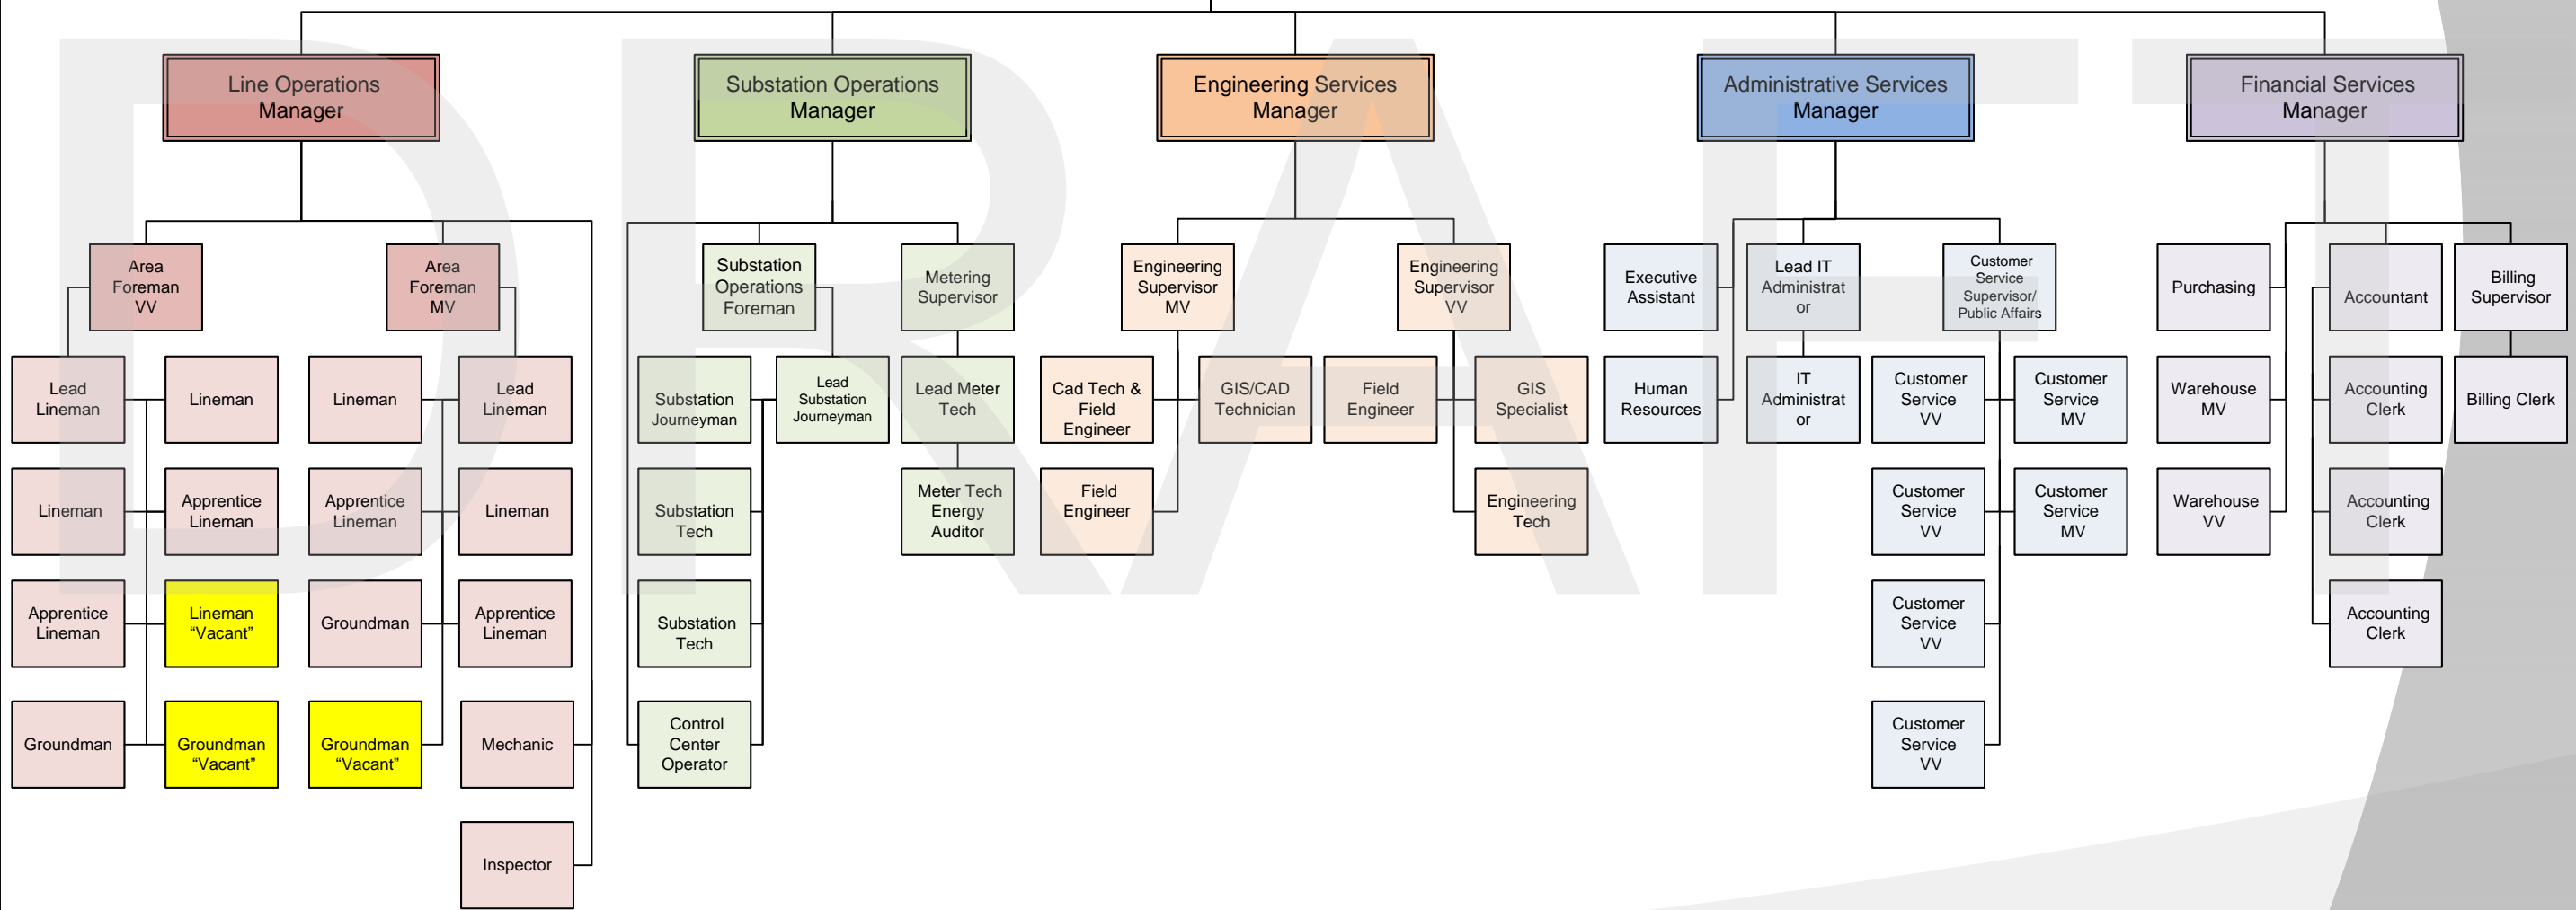 DRAFT
Line Operations
Manager
Substation Operations
Manager
Engineering Services
Manager
Administrative Services
Manager
Financial Services
Manager
Area
Foreman
VV
Area
Foreman
MV
Substation
Operations
Foreman
Metering
Supervisor
Engineering
Supervisor
MV
Engineering
Supervisor
VV
Executive
Assistant
Lead IT
Administrat
or
Customer
Service
Supervisor/
Public Affairs
Purchasing
Accountant
Billing
Supervisor
Lead
Lineman
Lineman
Lineman
Lead
Lineman
Substation
Journeyman
Lead
Substation
Journeyman
Lead Meter
Tech
Cad Tech &
Field
Engineer
GIS/CAD
Technician
Field
Engineer
GIS
Specialist
Human
Resources
IT
Administrat
or
Customer
Service
VV
Customer
Service
MV
Warehouse
MV
Accounting
Clerk
Billing Clerk
Lineman
Apprentice
Lineman
Apprentice
Lineman
Lineman
Substation
Tech
Meter Tech
Energy
Auditor
Field
Engineer
Engineering
Tech
Customer
Service
VV
Customer
Service
MV
Warehouse
VV
Accounting
Clerk
Apprentice
Lineman
Lineman
“Vacant”
Groundman
Apprentice
Lineman
Substation
Tech
Customer
Service
VV
Accounting
Clerk
Groundman
Groundman
“Vacant”
Groundman
“Vacant”
Mechanic
Control
Center
Operator
Customer
Service
VV
Inspector